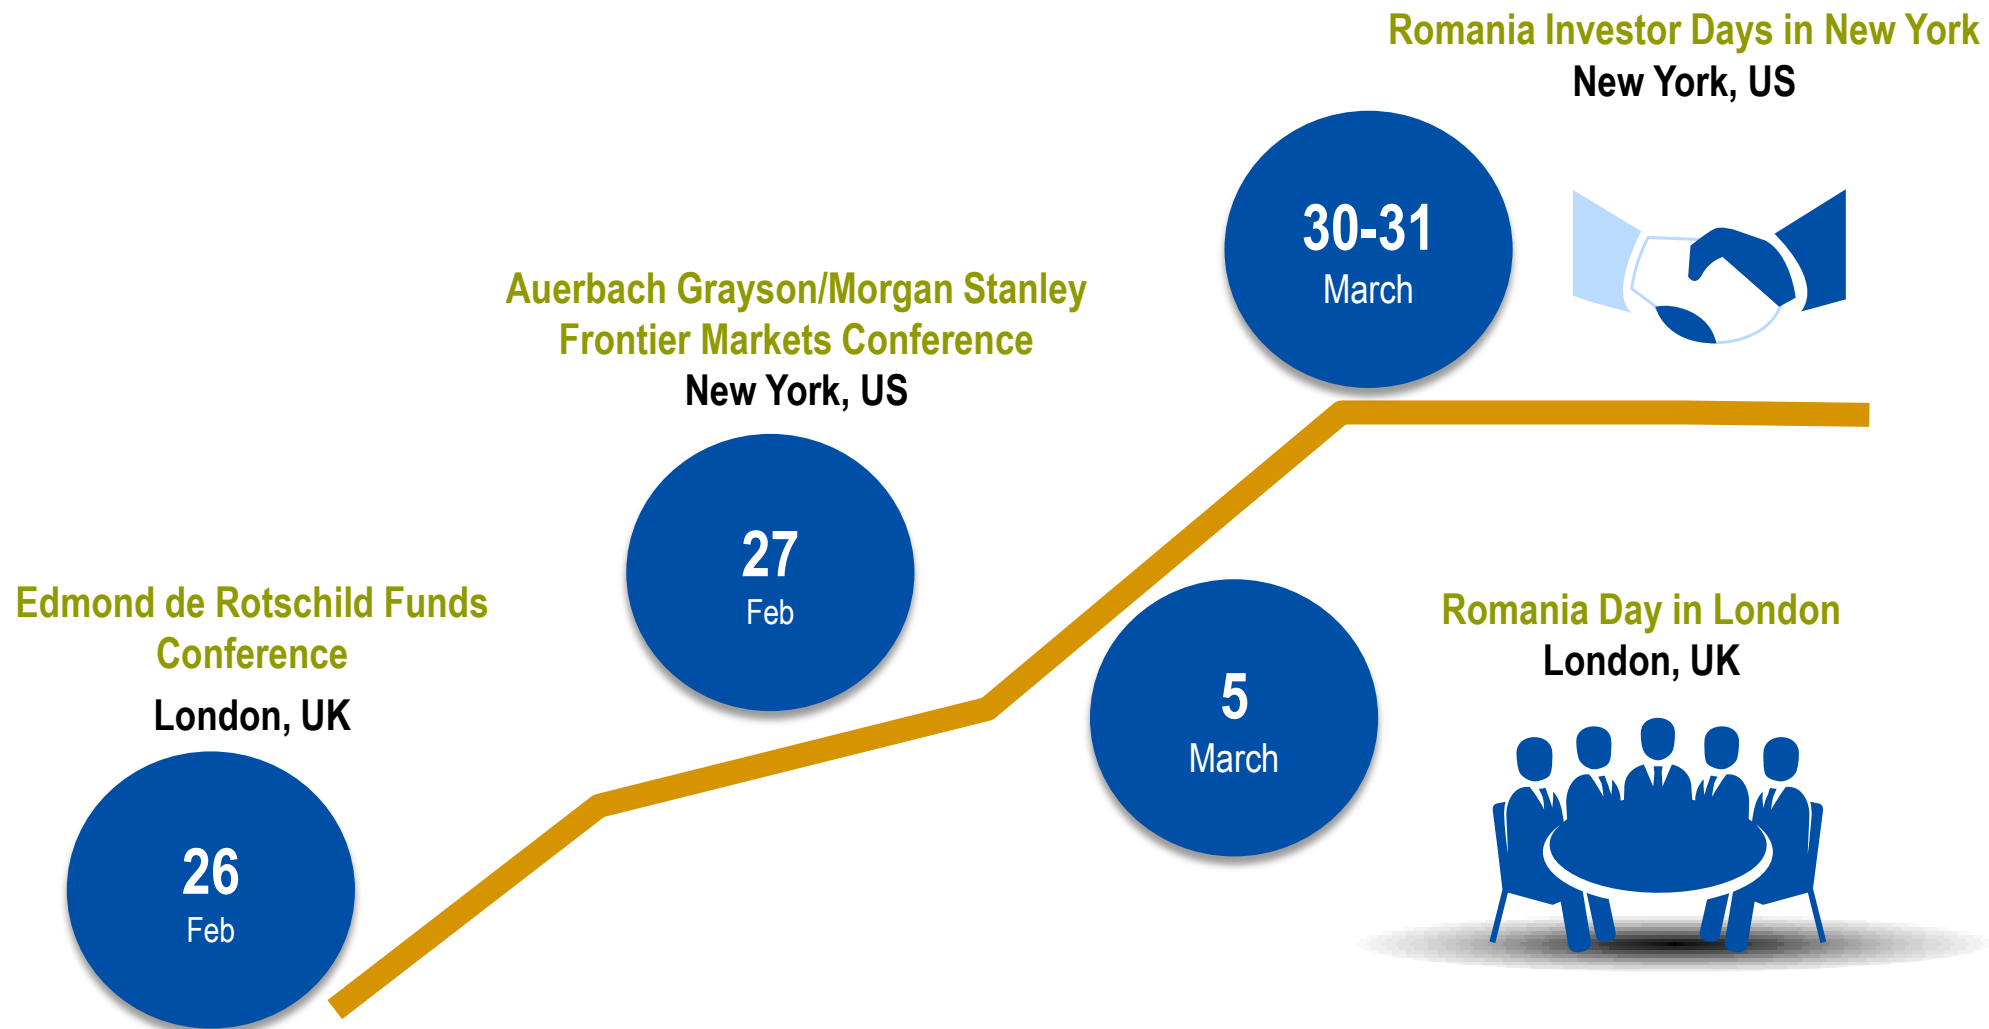 Romania Investor Days in New York
New York, US
30-31
March
Auerbach Grayson/Morgan Stanley
Frontier Markets Conference
New York, US
27
Feb
Edmond de Rotschild Funds
Conference
London, UK
26
Feb
Romania Day in London
London, UK
5
March